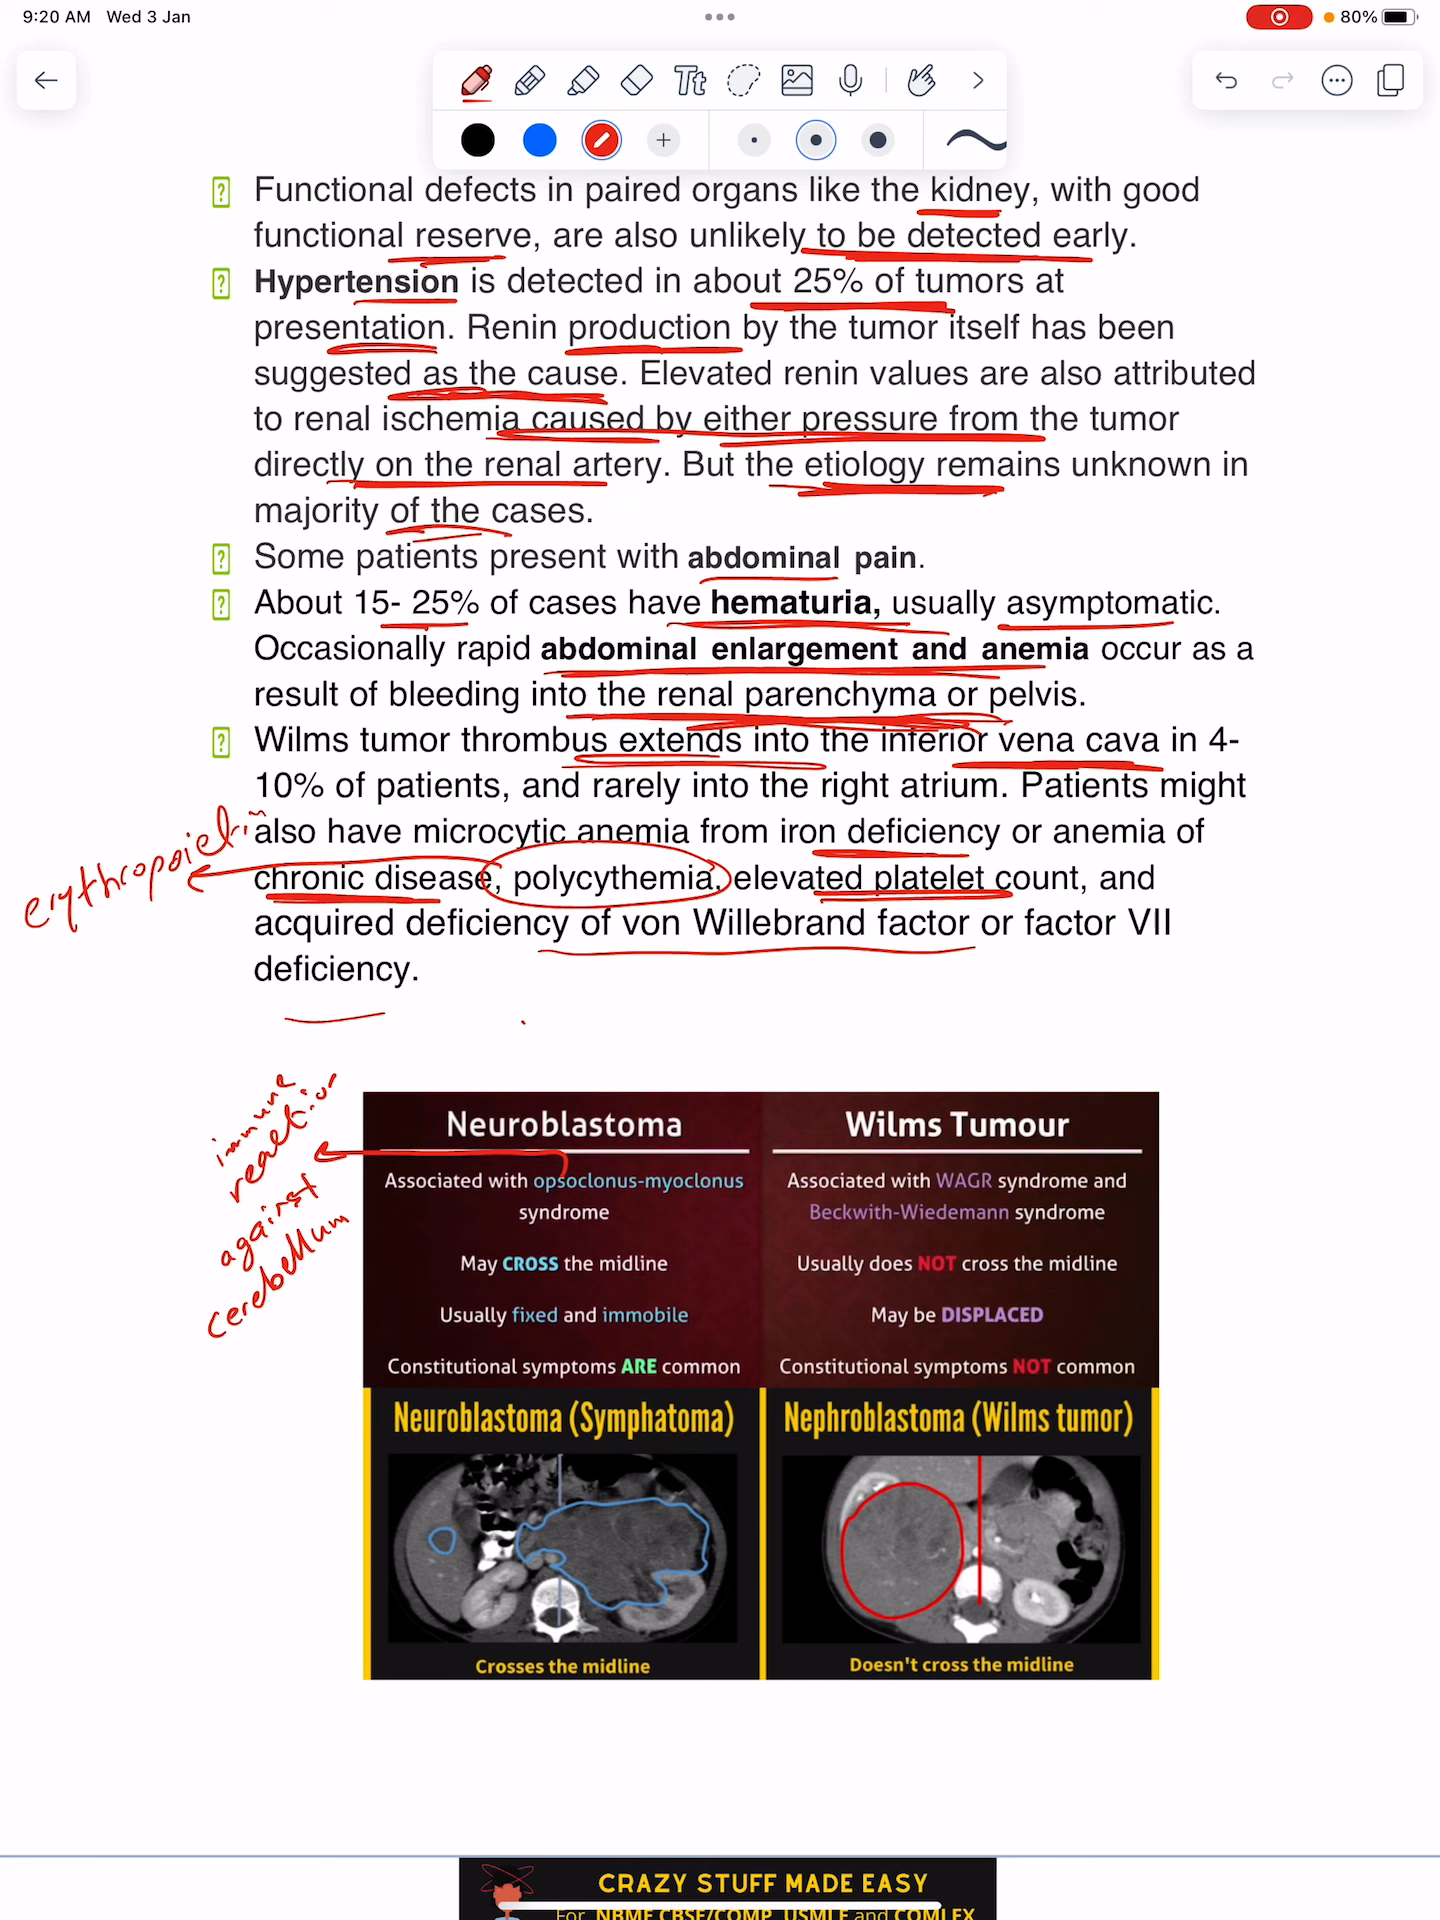 9:20 AM Wed 3 Jan
80%
Tt
Functional defects in paired organs like the kidney, with good
functional reserve, are also unlikely to be detected early.
Hypertension is detected in about 25% of tumors at
presentation. Renin production by the tumor itself has been
suggested as the cause. Elevated renin values are also attributed
to renal ischemia caused by either pressure from the tumor
directly on the renal artery. But the etiology remains unknown in
majority of the cases.
Some patients present with abdominal pain.
About 15- 25% of cases have hematuria, usually asymptomatic.
Occasionally rapid abdominal enlargement and anemia occur as a
result of bleeding into the renal parenchyma or pelvis.
Wilms tumor thrombus extends into the inferior vena cava in 4-
10% of patients, and rarely into the right atrium. Patients might
also have microcytic anemia from iron deficiency or anemia of
chronic disease, polycythemia, elevated platelet count, and
acquired deficiency of von Willebrand factor or factor VII
deficiency.
erythropoietin
immune
reaction
against
cerebellum
Neuroblastoma
Associated with opsoclonus-myoclonus
syndrome
May CROSS the midline
Usually fixed and immobile
Constitutional symptoms ARE common
Wilms Tumour
Associated with WAGR syndrome and
Beckwith-Wiedemann syndrome
Usually does NOT cross the midline
May be DISPLACED
Constitutional symptoms NOT common
Neuroblastoma (Symphatoma)
Crosses the midline
Nephroblastoma (Wilms tumor)
Doesn't cross the midline
CRAZY STUFF MADE EASY
For NBME CBSE/COMP, USMLE and COMLEX